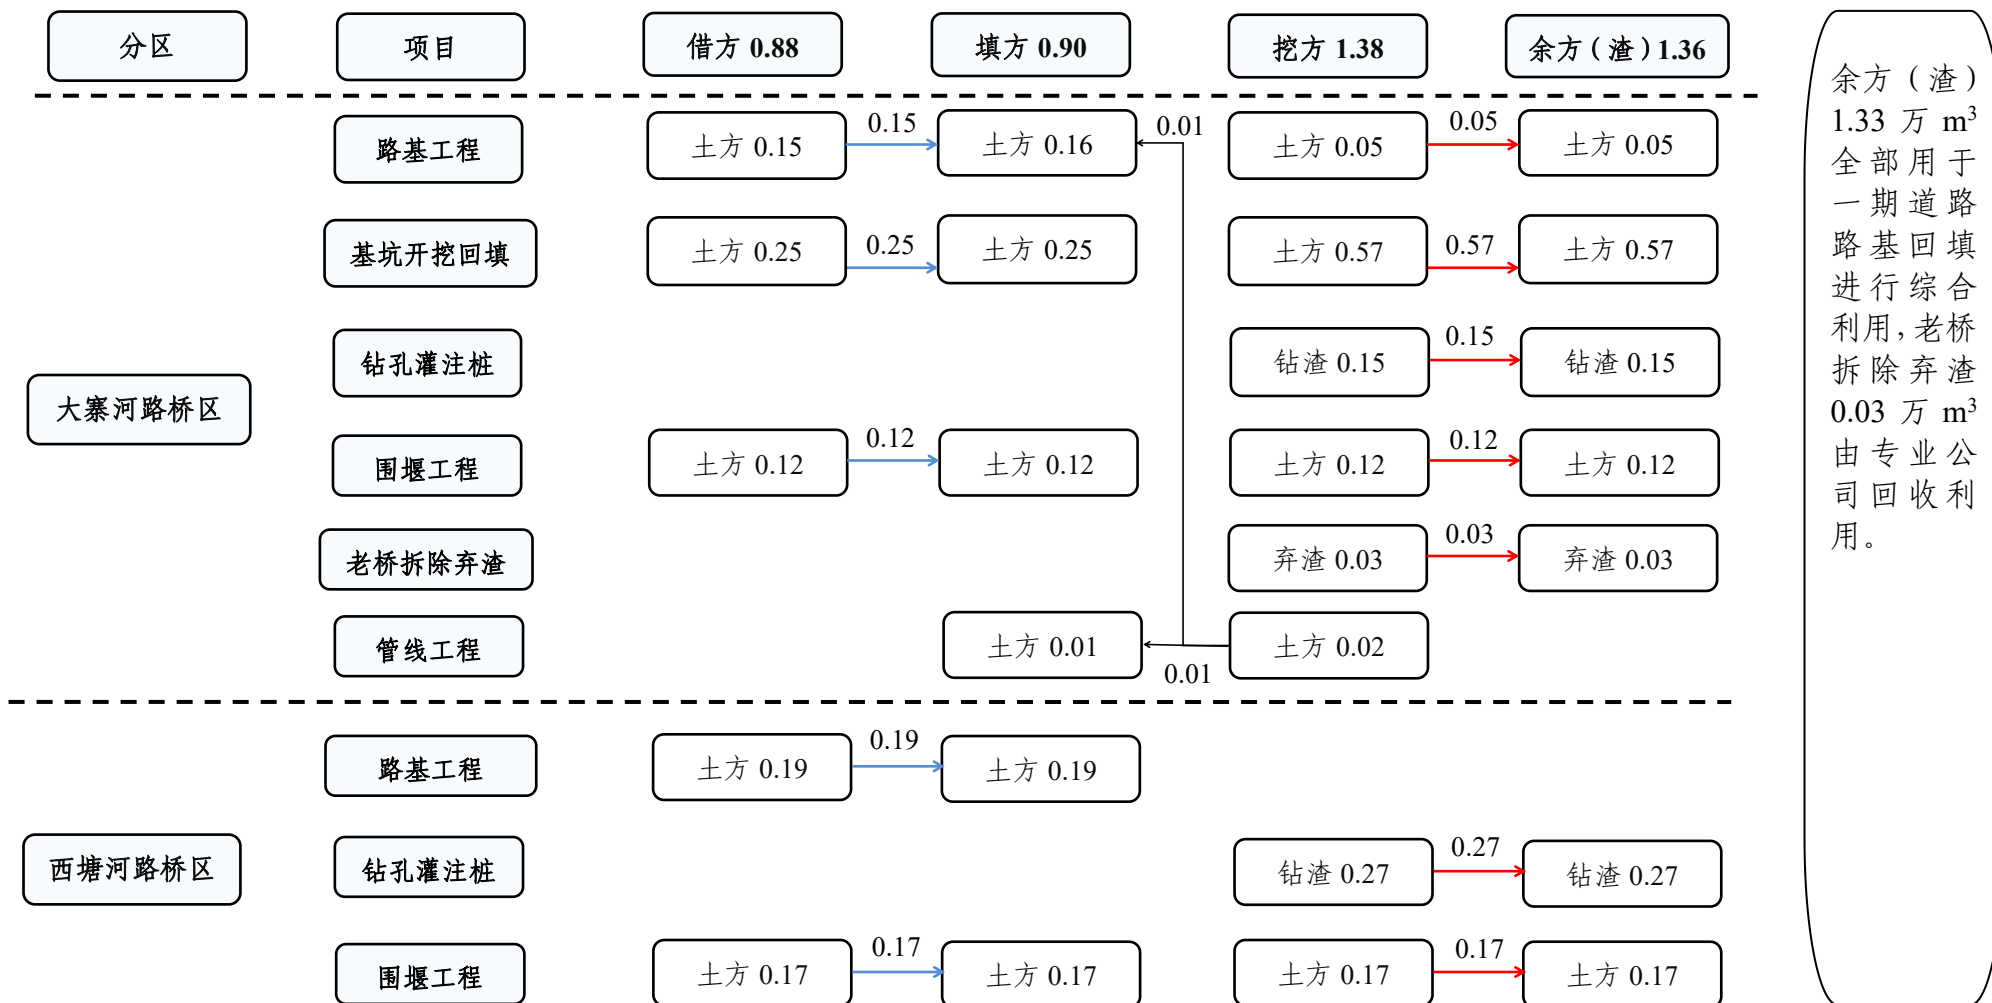 分区 项目 借方 0.88 填方 0.90 挖方 1.38 余方（渣）1.36
路基工程 土方 0.15 0.15 土方 0.16 0.01 土方 0.05 0.05 土方 0.05
基坑开挖回填 土方 0.25 0.25 土方 0.25 土方 0.57 0.57 土方 0.57
钻孔灌注桩 钻渣 0.15 0.15 钻渣 0.15
大寨河路桥区
围堰工程 土方 0.12 0.12 土方 0.12 土方 0.12 0.12 土方 0.12
老桥拆除弃渣 弃渣 0.03 0.03 弃渣 0.03
管线工程 土方 0.01 0.01 土方 0.02
路基工程 土方 0.19 0.19 土方 0.19
西塘河路桥区 钻孔灌注桩 钻渣 0.27 0.27 钻渣 0.27
围堰工程 土方 0.17 0.17 土方 0.17 土方 0.17 0.17 土方 0.17
余方（渣）
1.33 万 m³
全部用于
一期道路
路基回填
进行综合
利用，老桥
拆除弃渣
0.03 万 m³
由专业公
司回收利
用。